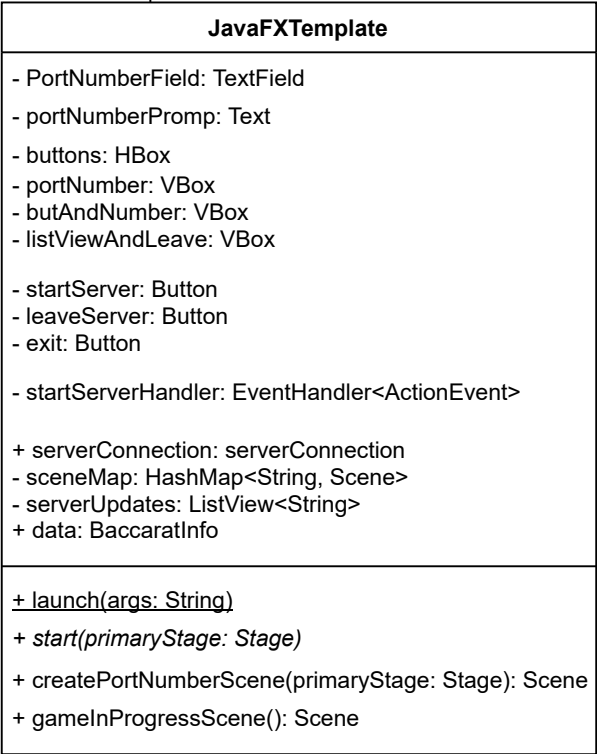 JavaFXTemplate
- PortNumberField: TextField
- portNumberPromp: Text
- buttons: HBox
- portNumber: VBox
- butAndNumber: VBox
- listViewAndLeave: VBox
- startServer: Button
- leaveServer: Button
- exit: Button
- startServerHandler: EventHandler<ActionEvent>
+ serverConnection: serverConnection
- sceneMap: HashMap<String, Scene>
- serverUpdates: ListView<String>
+ data: BaccaratInfo
+ launch(args: String)
+ start(primaryStage: Stage)
+ createPortNumberScene(primaryStage: Stage): Scene
+ gameInProgressScene(): Scene